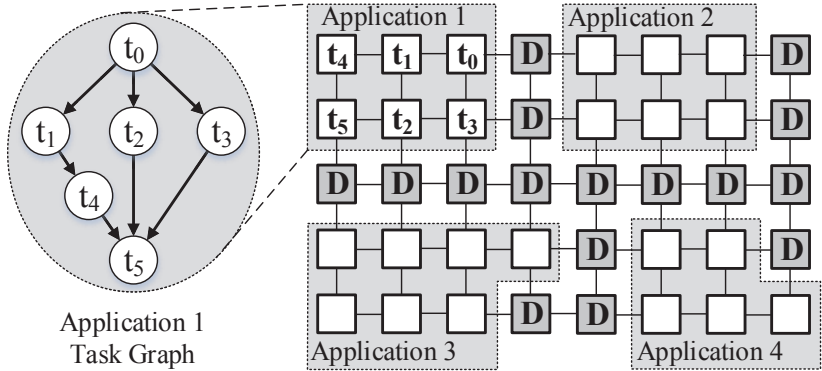 t₀
t₁
t₂
t₃
t₄
t₅
Application 1
Task Graph
Application 1
Application 2
t₄ t₁ t₀ D D
t₅ t₂ t₃ D D
D D D D D D D D
D D
D D
Application 3
Application 4